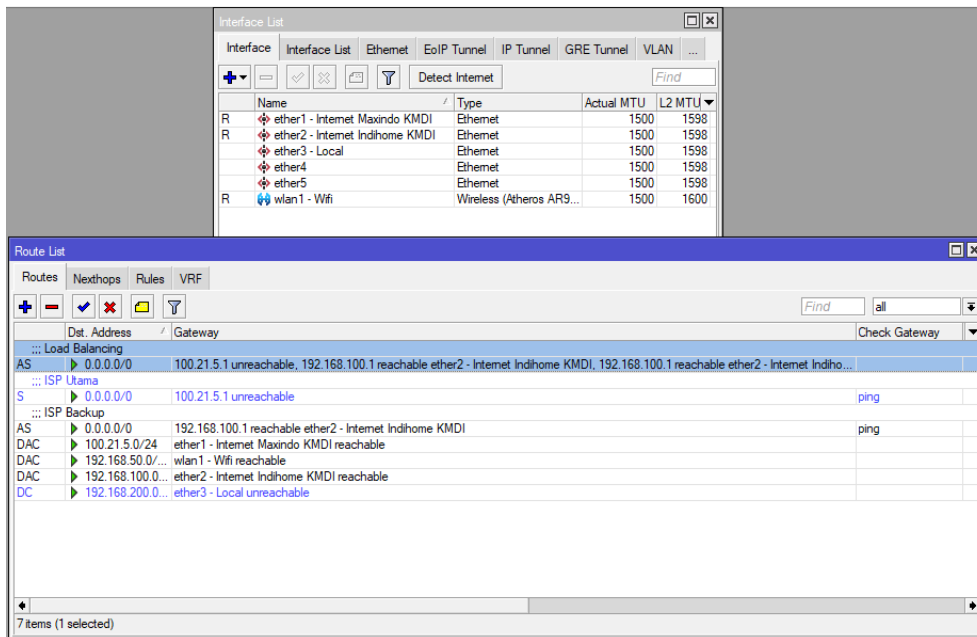 Interface List
Interface Interface List Ethernet EoIP Tunnel IP Tunnel GRE Tunnel VLAN ...
Detect Internet Find
Name Type Actual MTU L2 MTU
R ether1 - Internet Maxindo KMDI Ethernet 1500 1598
R ether2 - Internet Indihome KMDI Ethernet 1500 1598
ether3 - Local Ethernet 1500 1598
ether4 Ethernet 1500 1598
ether5 Ethernet 1500 1598
R wlan1 - Wifi Wireless (Atheros AR9... 1500 1600
Route List
Routes Nexthops Rules VRF
Find all
Dst. Address Gateway Check Gateway
;;; Load Balancing
AS 0.0.0.0/0 100.21.5.1 unreachable, 192.168.100.1 reachable ether2 - Internet Indihome KMDI, 192.168.100.1 reachable ether2 - Internet Indiho...
;;; ISP Utama
S 0.0.0.0/0 100.21.5.1 unreachable ping
;;; ISP Backup
AS 0.0.0.0/0 192.168.100.1 reachable ether2 - Internet Indihome KMDI ping
DAC 100.21.5.0/24 ether1 - Internet Maxindo KMDI reachable
DAC 192.168.50.0/... wlan1 - Wifi reachable
DAC 192.168.100.0... ether2 - Internet Indihome KMDI reachable
DC 192.168.200.0... ether3 - Local unreachable
7 items (1 selected)